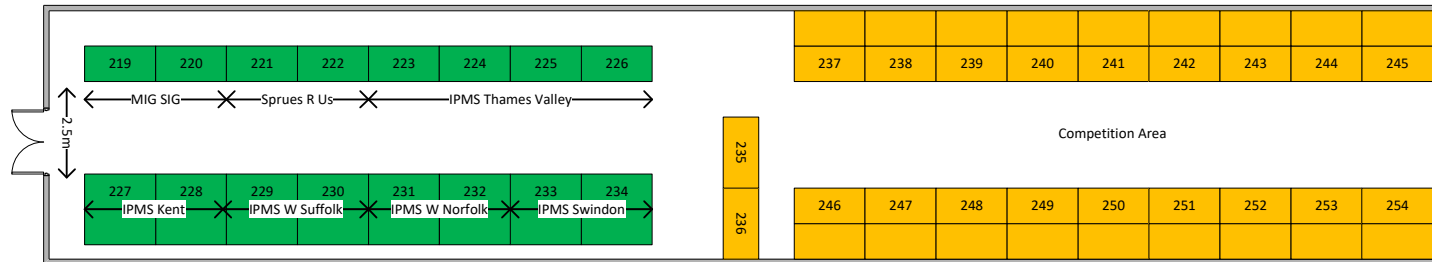 219 220 221 222 223 224 225 226
237 238 239 240 241 242 243 244 245
MIG SIG Sprues R Us IPMS Thames Valley
2.5m
235
Competition Area
227 228 229 230 231 232 233 234
IPMS Kent IPMS W Suffolk IPMS W Norfolk IPMS Swindon
236
246 247 248 249 250 251 252 253 254